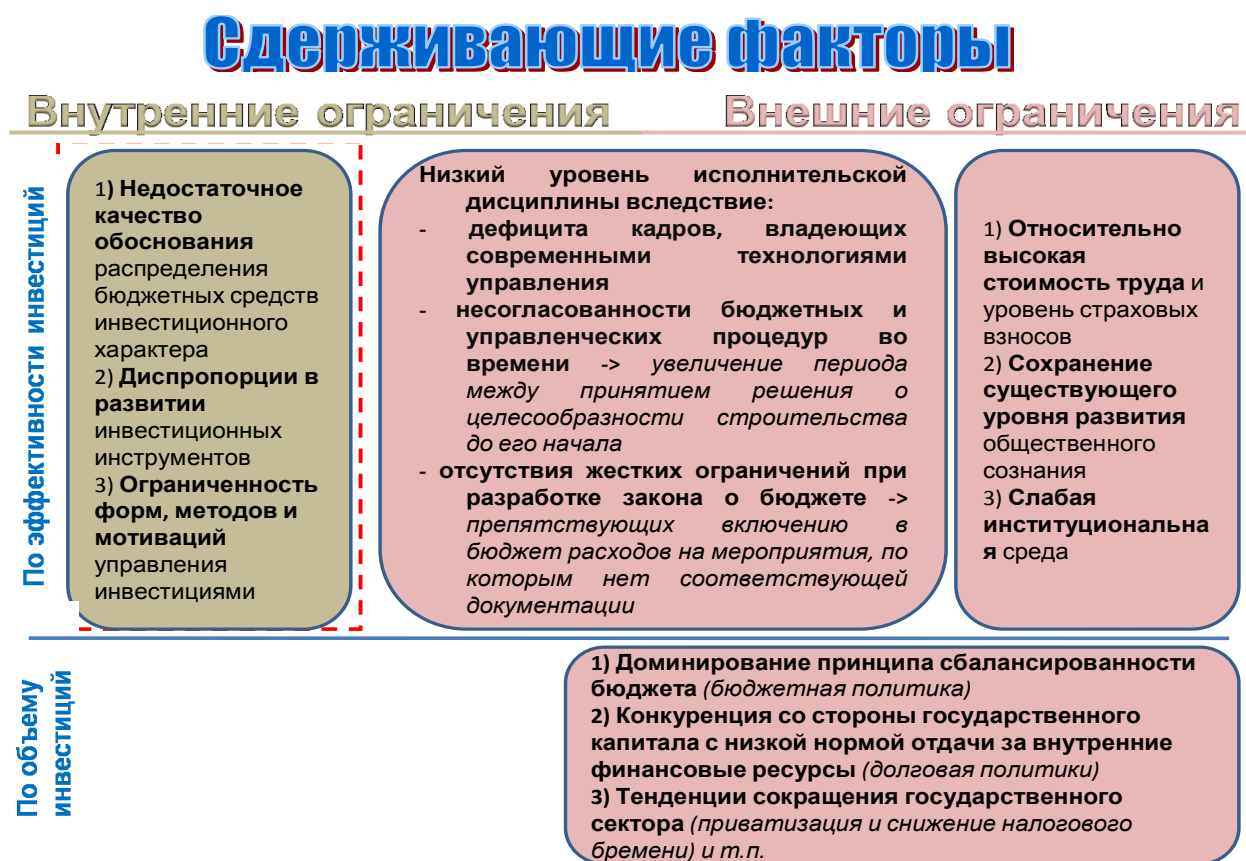 Сдерживающие факторы
Внутренние ограничения
Внешние ограничения
По эффективности инвестиций
1) Недостаточное
качество
обоснования
распределения
бюджетных средств
инвестиционного
характера
2) Диспропорции в
развитии
инвестиционных
инструментов
3) Ограниченность
форм, методов и
мотиваций
управления
инвестициями
Низкий уровень исполнительской
дисциплины вследствие:
- дефицита кадров, владеющих
современными технологиями
управления
- несогласованности бюджетных и
управленческих процедур во
времени -> увеличение периода
между принятием решения о
целесообразности строительства
до его начала
- отсутствия жестких ограничений при
разработке закона о бюджете ->
препятствующих включению в
бюджет расходов на мероприятия, по
которым нет соответствующей
документации
1) Относительно
высокая
стоимость труда и
уровень страховых
взносов
2) Сохранение
существующего
уровня развития
общественного
сознания
3) Слабая
институциональна
я среда
По объему
инвестиций
1) Доминирование принципа сбалансированности
бюджета (бюджетная политика)
2) Конкуренция со стороны государственного
капитала с низкой нормой отдачи за внутренние
финансовые ресурсы (долговая политики)
3) Тенденции сокращения государственного
сектора (приватизация и снижение налогового
бремени) и т.п.